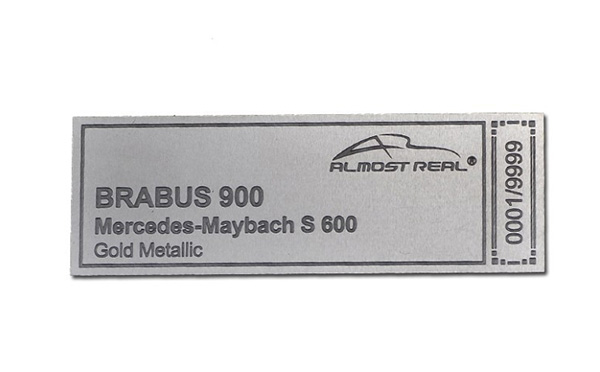 ALMOST REAL®
BRABUS 900
Mercedes-Maybach S 600
Gold Metallic
0001/9999